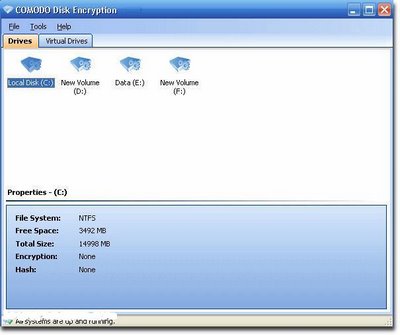 COMODO Disk Encryption
File Tools Help
Drives Virtual Drives
Local Disk (C:) New Volume (D:) Data (E:) New Volume (F:)
Properties - (C:)
File System: NTFS
Free Space: 3492 MB
Total Size: 14998 MB
Encryption: None
Hash: None
All systems are up and running.